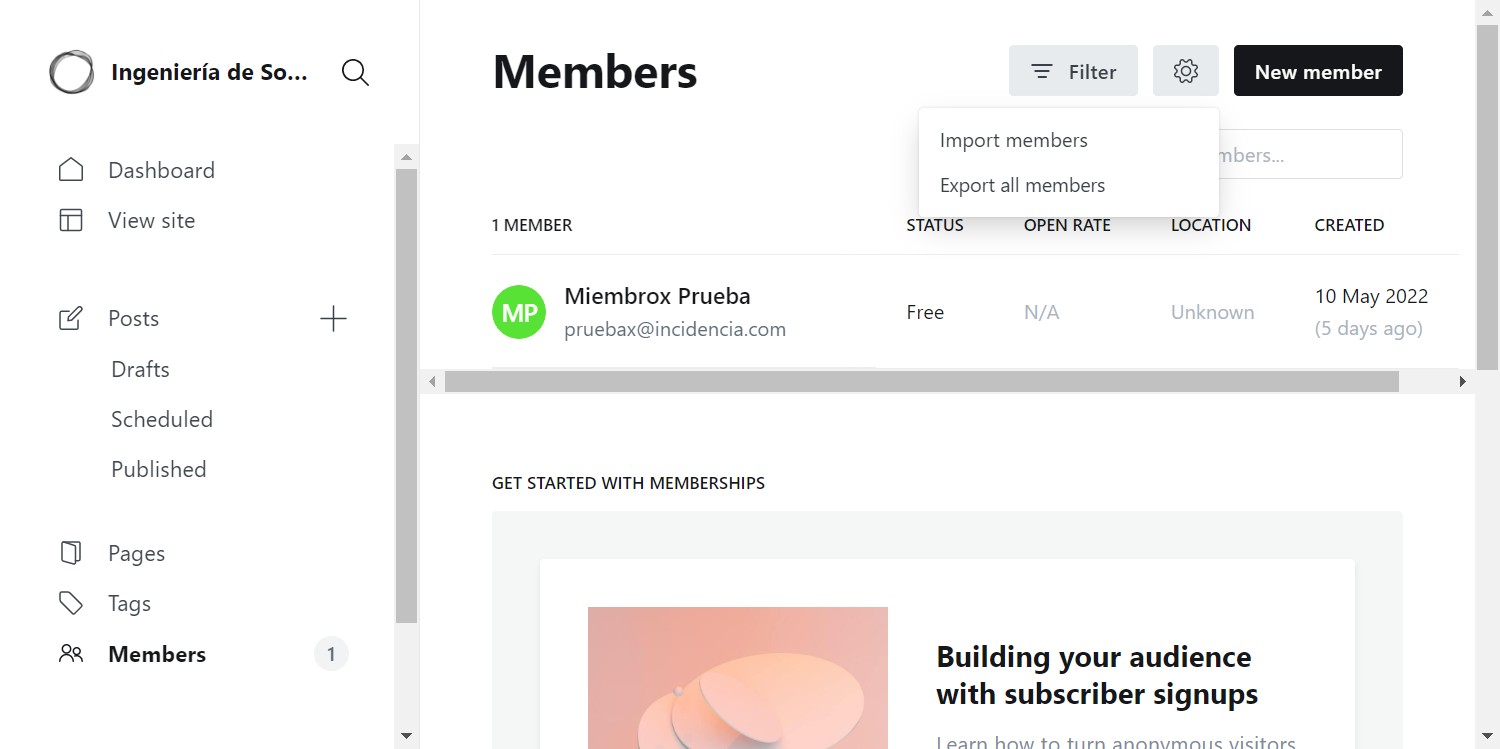 Ingeniería de So...
Dashboard
View site
Posts
Drafts
Scheduled
Published
Pages
Tags
Members
1
Members
Filter
New member
Import members
Export all members
1 MEMBER
STATUS
OPEN RATE
LOCATION
CREATED
MP
Miembrox Prueba
pruebax@incidencia.com
Free
N/A
Unknown
10 May 2022
(5 days ago)
GET STARTED WITH MEMBERSHIPS
Building your audience
with subscriber signups
Learn how to turn anonymous visitors